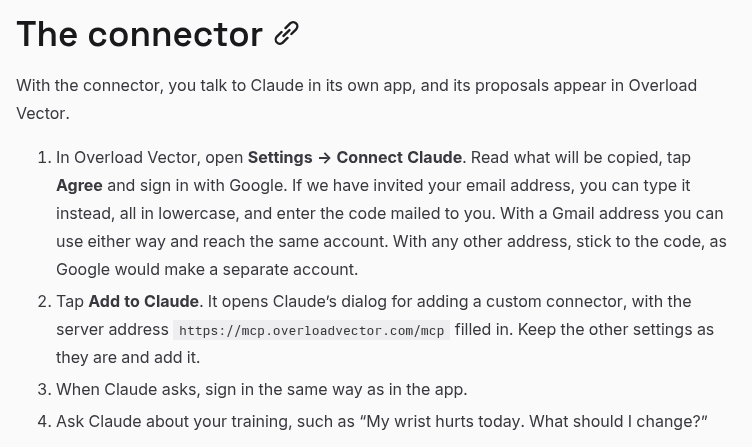 The connector
With the connector, you talk to Claude in its own app, and its proposals appear in Overload
Vector.
1. In Overload Vector, open Settings → Connect Claude. Read what will be copied, tap
Agree and sign in with Google. If we have invited your email address, you can type it
instead, all in lowercase, and enter the code mailed to you. With a Gmail address you can
use either way and reach the same account. With any other address, stick to the code, as
Google would make a separate account.
2. Tap Add to Claude. It opens Claude’s dialog for adding a custom connector, with the
server address https://mcp.overloadvector.com/mcp filled in. Keep the other settings as
they are and add it.
3. When Claude asks, sign in the same way as in the app.
4. Ask Claude about your training, such as “My wrist hurts today. What should I change?”